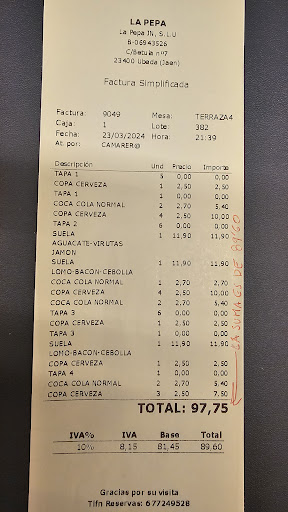 LA PEPA
La Pepa JN, S.L.U
B-06943526
C/Betula nº7
23400 Ubeda (Jaen)
Factura Simplificada
Factura: 9049 Mesa: TERRAZA4
Caja: 1 Lote: 382
Fecha: 23/03/2024 Hora: 21:39
At. por: CAMARER@
Descripción Und Precio Importe
TAPA 1 5 0,00 0,00
COPA CERVEZA 1 2,50 2,50
TAPA 1 1 0,00 0,00
COCA COLA NORMAL 2 2,70 5,40
COPA CERVEZA 4 2,50 10,00
TAPA 2 6 0,00 0,00
SUELA 1 11,90 11,90
AGUACATE-VIRUTAS
JAMON
SUELA 1 11,90 11,90
LOMO-BACON-CEBOLLA
COCA COLA NORMAL 1 2,70 2,70
COPA CERVEZA 4 2,50 10,00
COCA COLA NORMAL 2 2,70 5,40
TAPA 3 6 0,00 0,00
COPA CERVEZA 1 2,50 2,50
TAPA 3 1 0,00 0,00
SUELA 1 11,90 11,90
LOMO-BACON-CEBOLLA
COPA CERVEZA 1 2,50 2,50
TAPA 4 1 0,00 0,00
COCA COLA NORMAL 2 2,70 5,40
COPA CERVEZA 3 2,50 7,50
LA SUMA ES DE 89,60
TOTAL: 97,75
IVA% IVA Base Total
10% 8,15 81,45 89,60
Gracias por su visita
Tlfn Reservas: 677249528